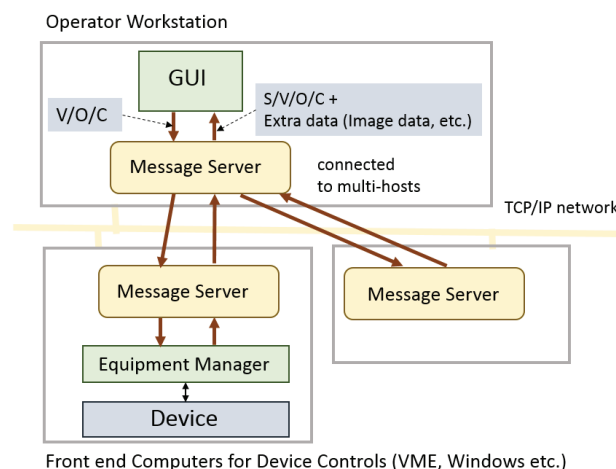 Operator Workstation
GUI
V/O/C
S/V/O/C +
Extra data (Image data, etc.)
Message Server
connected
to multi-hosts
TCP/IP network
Message Server
Message Server
Equipment Manager
Device
Front end Computers for Device Controls (VME, Windows etc.)